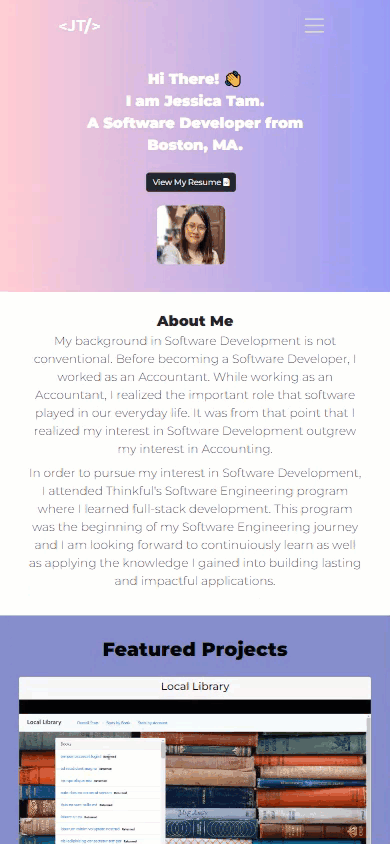 <JT/>
Hi There! 👋
I am Jessica Tam.
A Software Developer from
Boston, MA.
View My Resume
About Me
My background in Software Development is not
conventional. Before becoming a Software Developer, I
worked as an Accountant. While working as an
Accountant, I realized the important role that software
played in our everyday life. It was from that point that I
realized my interest in Software Development outgrew
my interest in Accounting.
In order to pursue my interest in Software Development,
I attended Thinkful's Software Engineering program
where I learned full-stack development. This program
was the beginning of my Software Engineering journey
and I am looking forward to continuiously learn as well
as applying the knowledge I gained into building lasting
and impactful applications.
Featured Projects
Local Library
Local Library
Books